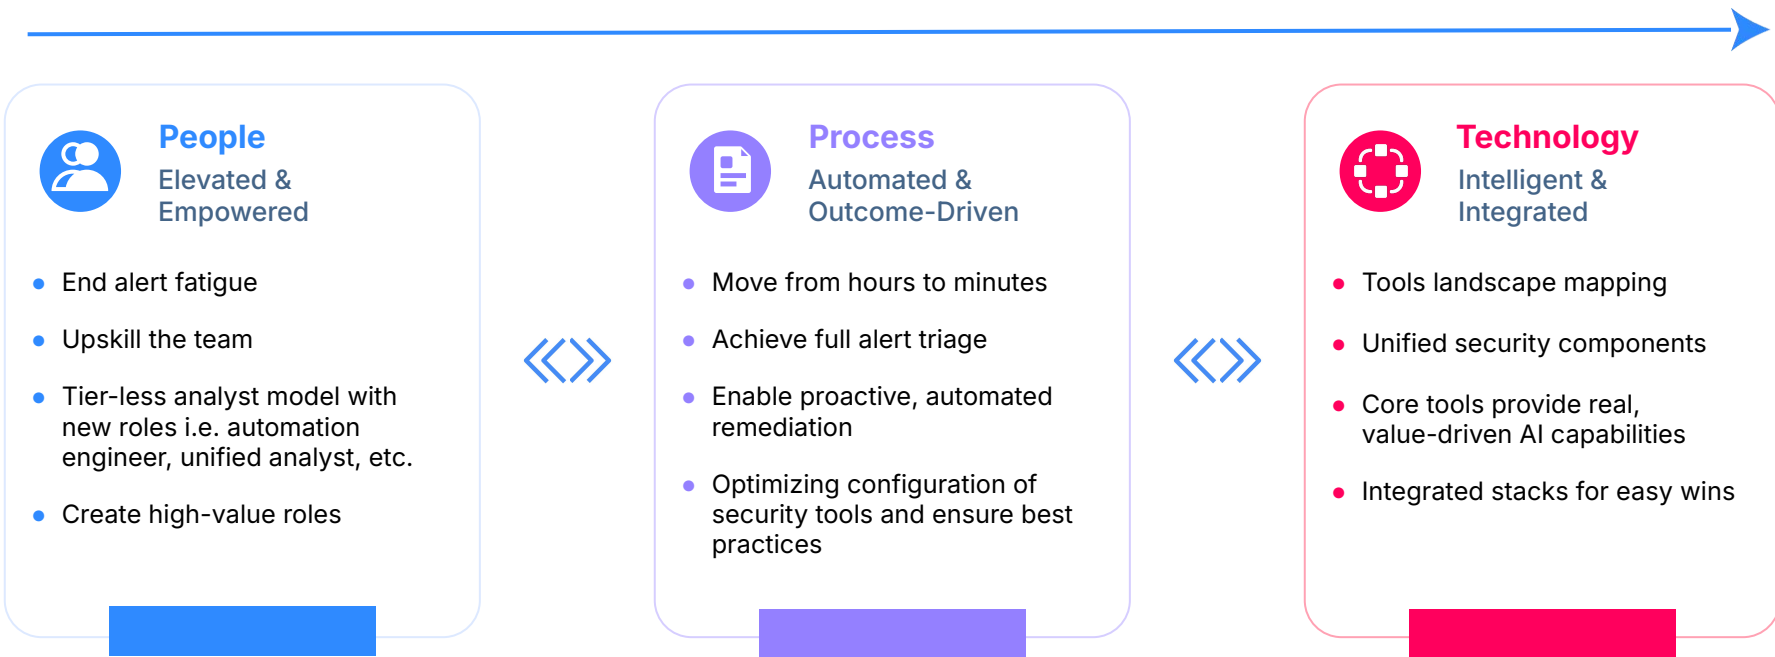 People
Elevated &
Empowered
End alert fatigue
Upskill the team
Tier-less analyst model with
new roles i.e. automation
engineer, unified analyst, etc.
Create high-value roles
Process
Automated &
Outcome-Driven
Move from hours to minutes
Achieve full alert triage
Enable proactive, automated
remediation
Optimizing configuration of
security tools and ensure best
practices
Technology
Intelligent &
Integrated
Tools landscape mapping
Unified security components
Core tools provide real,
value-driven AI capabilities
Integrated stacks for easy wins